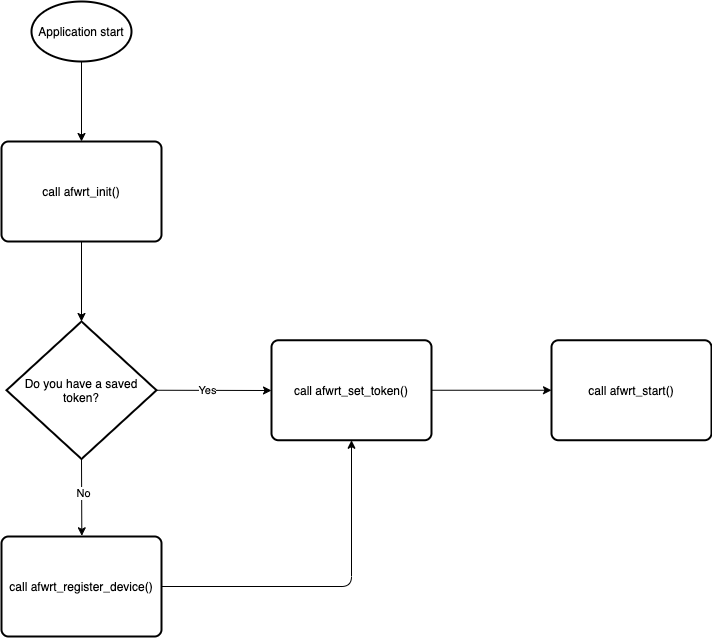 Application start
call afwrt_init()
Do you have a saved
token?
Yes
call afwrt_set_token()
call afwrt_start()
No
call afwrt_register_device()